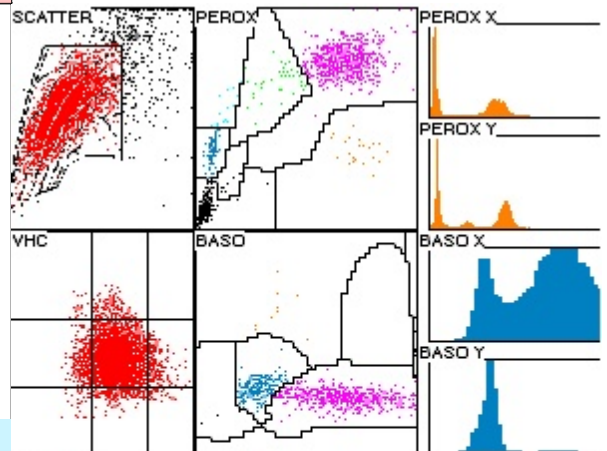 SCATTER
PEROX
PEROX X
PEROX Y
VHC
BASO
BASO X
BASO Y